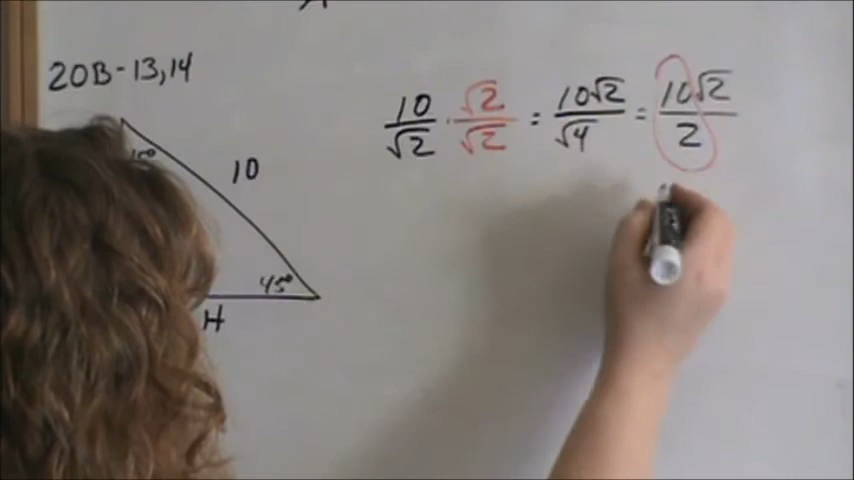 20B-13,14
10/√2 · √2/√2 = 10√2/√4 = 10√2/2
10
45°
H